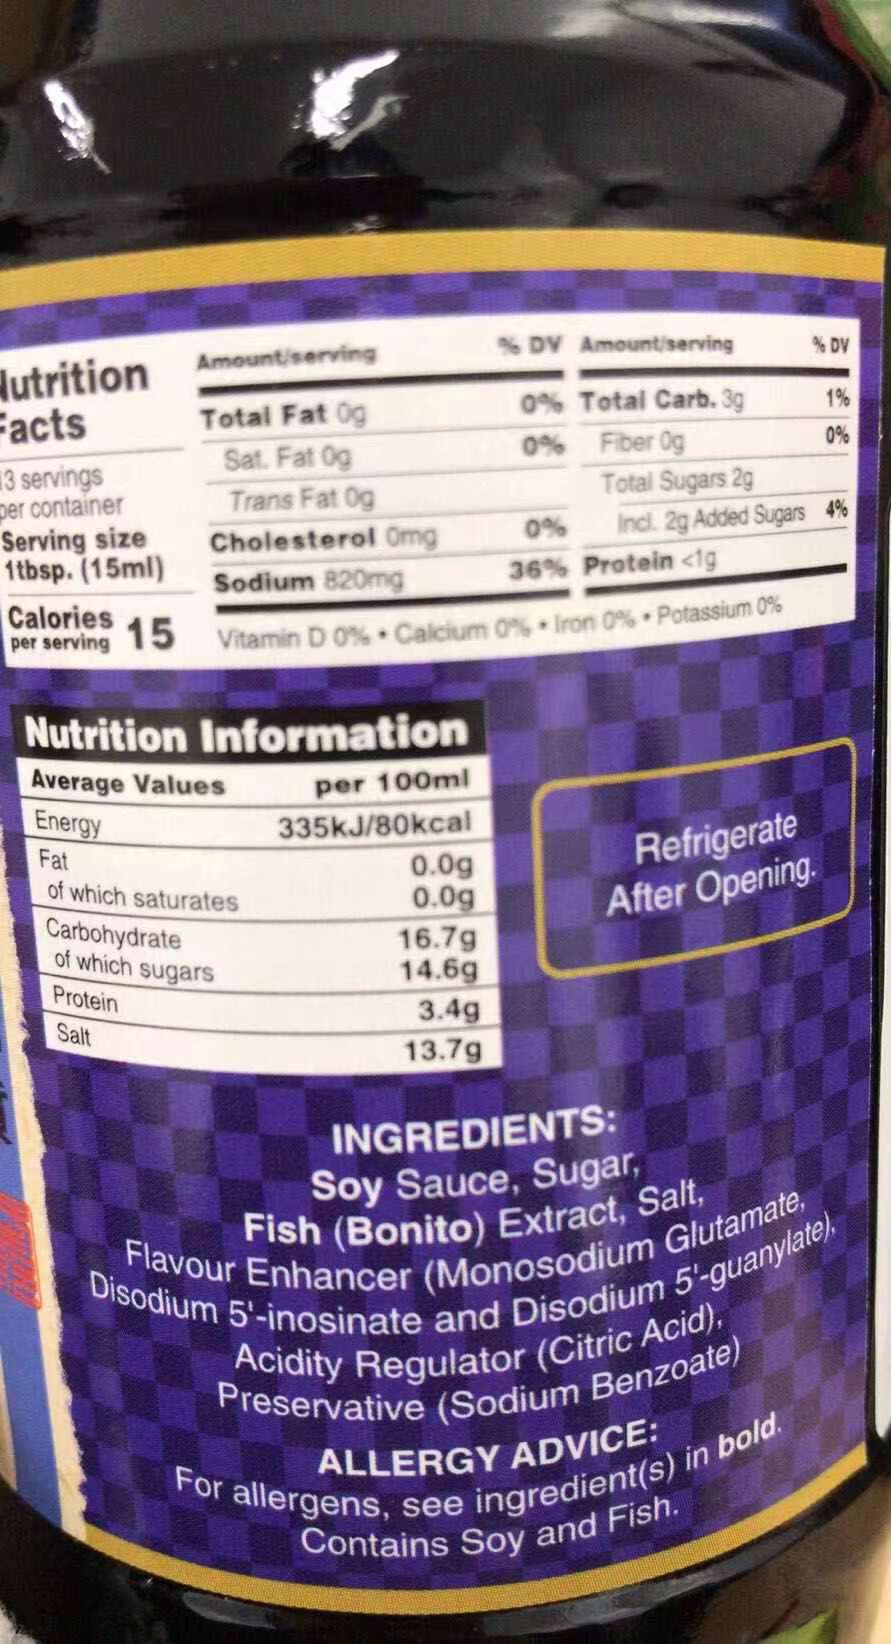 Nutrition
Facts
13 servings
per container
Serving size
1tbsp. (15ml)
Calories
per serving 15
Amount/serving % DV
Total Fat 0g 0%
Sat. Fat 0g 0%
Trans Fat 0g
Cholesterol 0mg 0%
Sodium 820mg 36%
Amount/serving % DV
Total Carb. 3g 1%
Fiber 0g 0%
Total Sugars 2g
Incl. 2g Added Sugars 4%
Protein <1g
Vitamin D 0% • Calcium 0% • Iron 0% • Potassium 0%
Nutrition Information
Average Values per 100ml
Energy 335kJ/80kcal
Fat 0.0g
of which saturates 0.0g
Carbohydrate 16.7g
of which sugars 14.6g
Protein 3.4g
Salt 13.7g
Refrigerate
After Opening.
INGREDIENTS:
Soy Sauce, Sugar,
Fish (Bonito) Extract, Salt,
Flavour Enhancer (Monosodium Glutamate,
Disodium 5'-inosinate and Disodium 5'-guanylate),
Acidity Regulator (Citric Acid),
Preservative (Sodium Benzoate)
ALLERGY ADVICE:
For allergens, see ingredient(s) in bold.
Contains Soy and Fish.